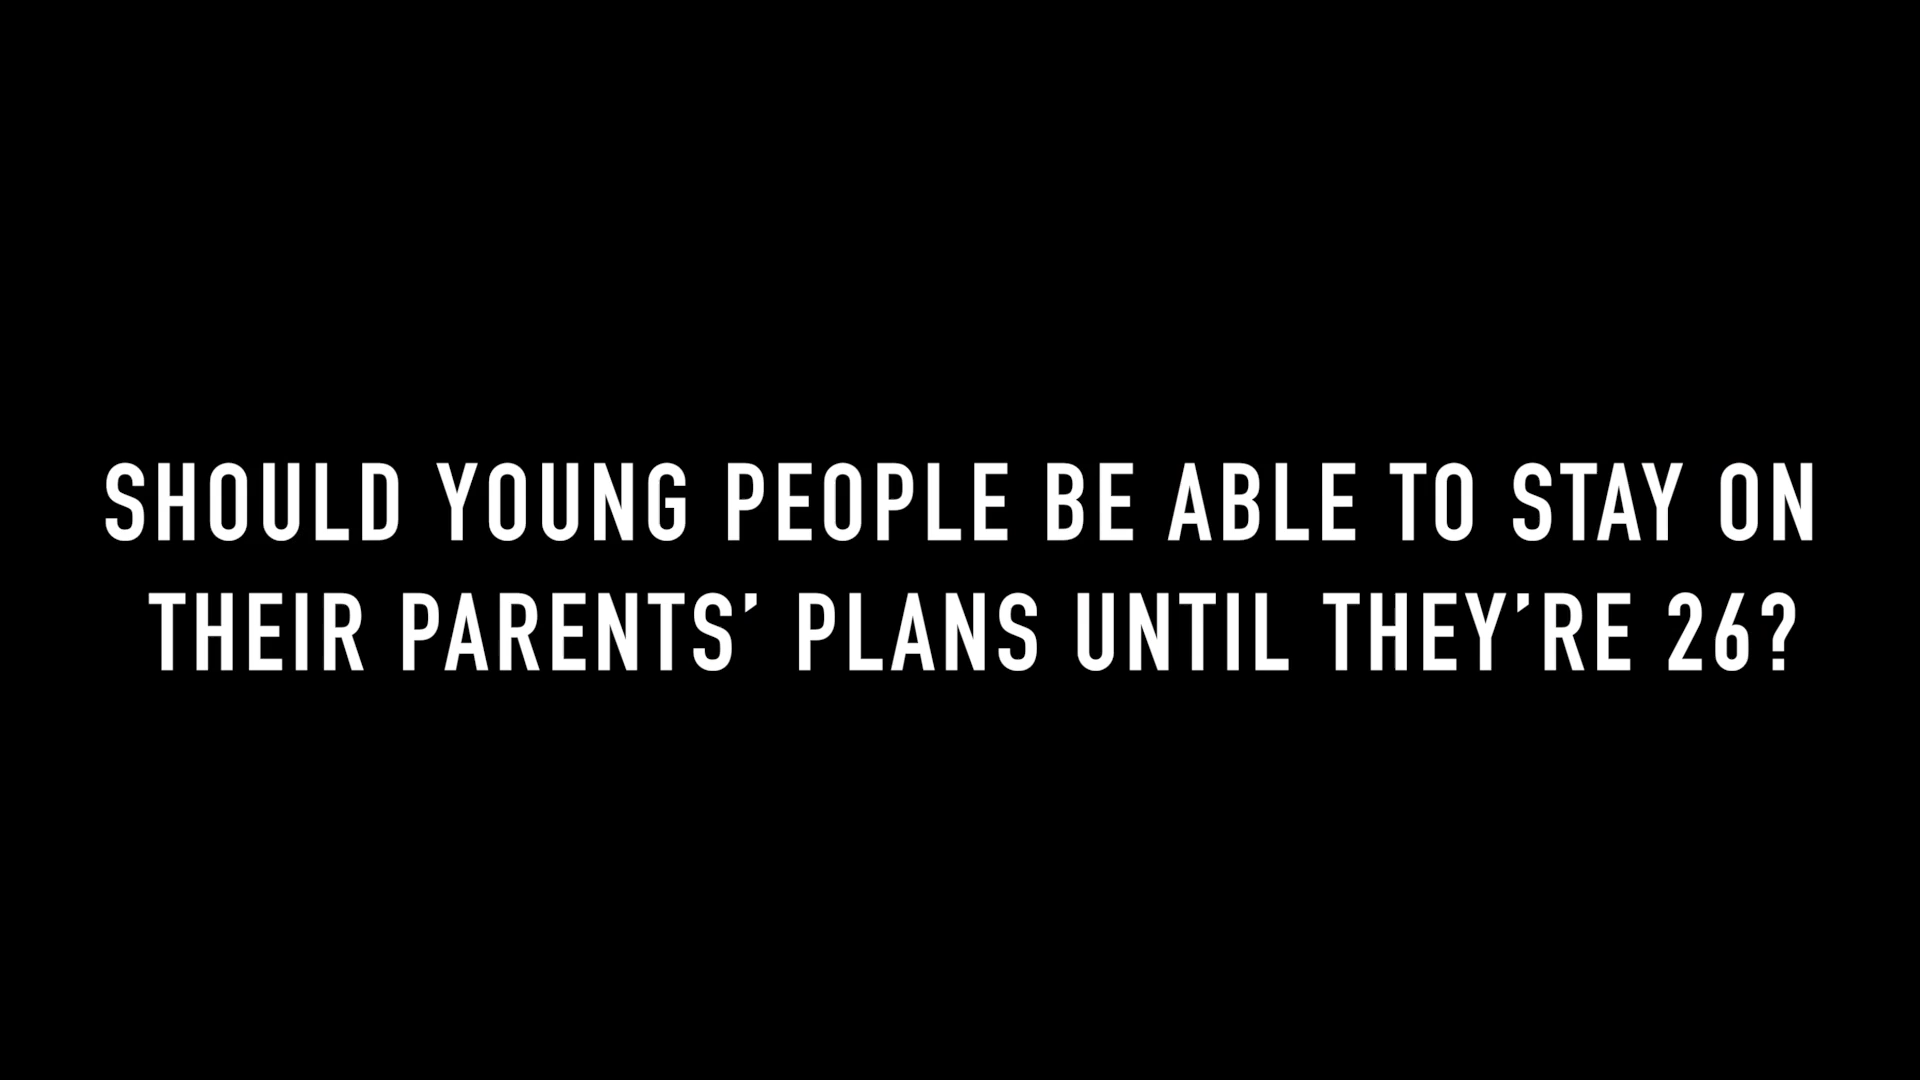 SHOULD YOUNG PEOPLE BE ABLE TO STAY ON
THEIR PARENTS’ PLANS UNTIL THEY’RE 26?